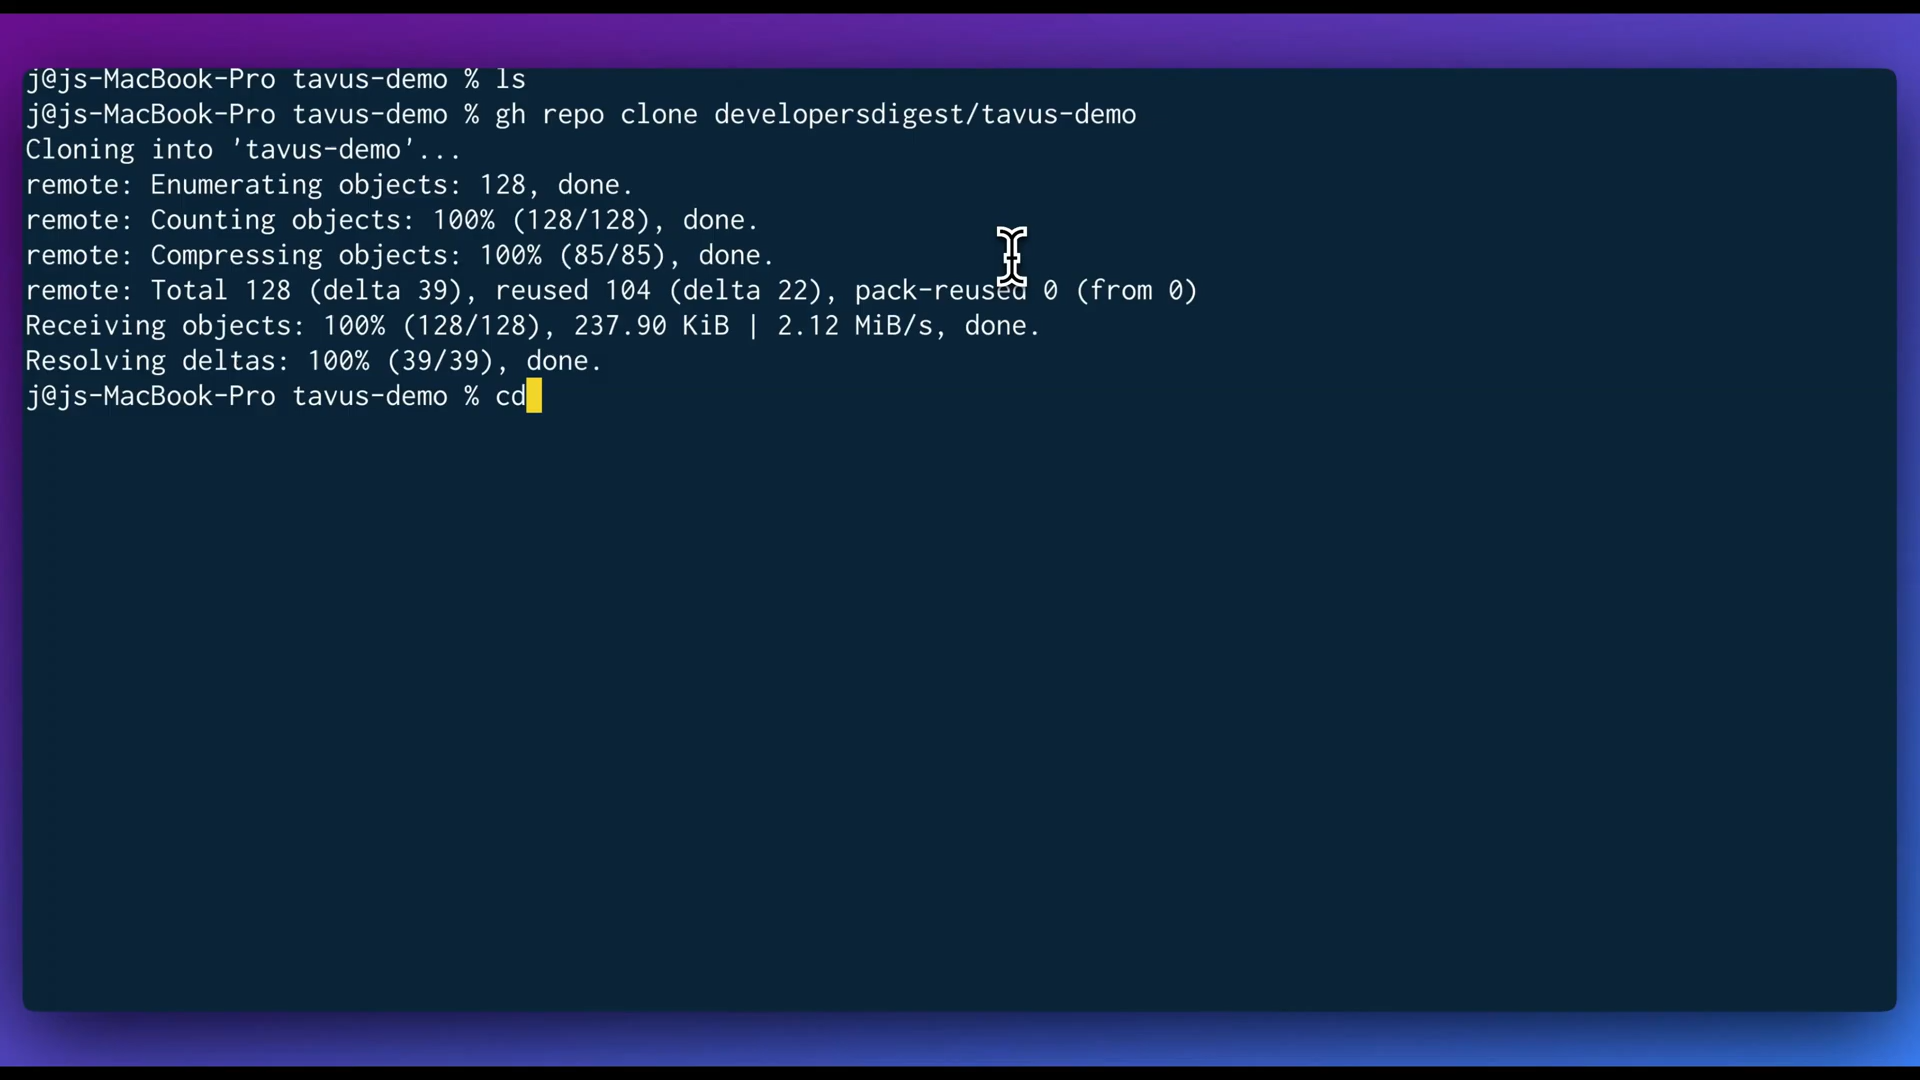 j@js-MacBook-Pro tavus-demo % ls
j@js-MacBook-Pro tavus-demo % gh repo clone developersdigest/tavus-demo
Cloning into 'tavus-demo'...
remote: Enumerating objects: 128, done.
remote: Counting objects: 100% (128/128), done.
remote: Compressing objects: 100% (85/85), done.
remote: Total 128 (delta 39), reused 104 (delta 22), pack-reused 0 (from 0)
Receiving objects: 100% (128/128), 237.90 KiB | 2.12 MiB/s, done.
Resolving deltas: 100% (39/39), done.
j@js-MacBook-Pro tavus-demo % cd